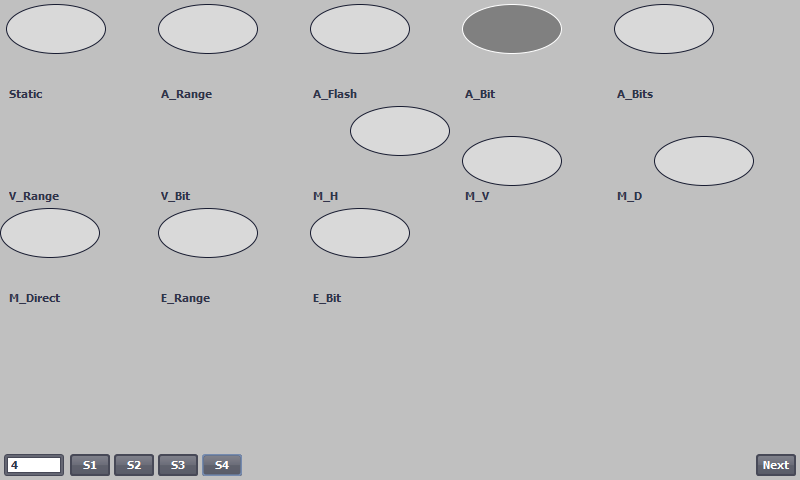 Static A_Range A_Flash A_Bit A_Bits
V_Range V_Bit M_H M_V M_D
M_Direct E_Range E_Bit
4 S1 S2 S3 S4 Next